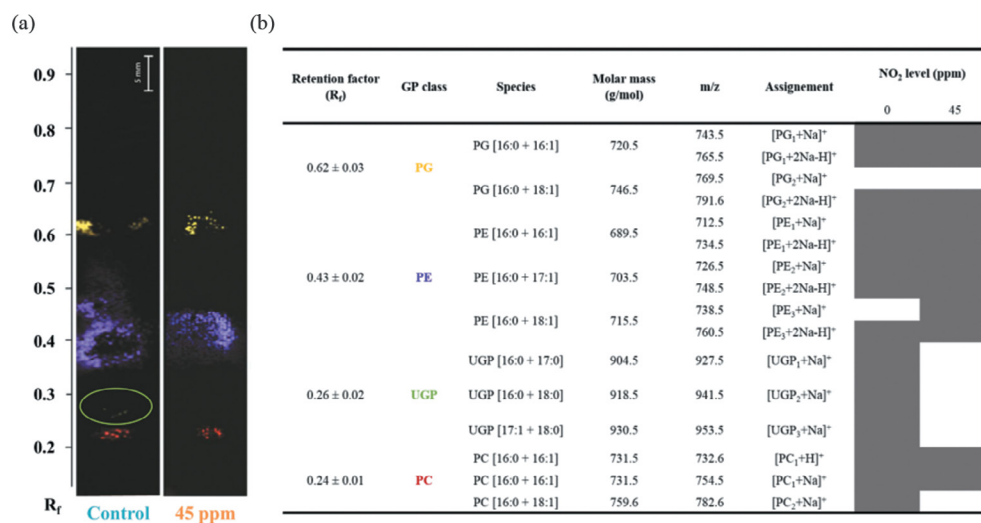 (a)
(b)
0.9
0.8
0.7
0.6
0.5
0.4
0.3
0.2
R_f
5 mm
Control
45 ppm
Retention factor (R_f) GP class Species Molar mass (g/mol) m/z Assignement NO₂ level (ppm)
0 45
0.62 ± 0.03 PG
PG [16:0 + 16:1] 720.5
743.5 [PG₁+Na]⁺
765.5 [PG₁+2Na-H]⁺
PG [16:0 + 18:1] 746.5
769.5 [PG₂+Na]⁺
791.6 [PG₂+2Na-H]⁺
0.43 ± 0.02 PE
PE [16:0 + 16:1] 689.5
712.5 [PE₁+Na]⁺
734.5 [PE₁+2Na-H]⁺
PE [16:0 + 17:1] 703.5
726.5 [PE₂+Na]⁺
748.5 [PE₂+2Na-H]⁺
PE [16:0 + 18:1] 715.5
738.5 [PE₃+Na]⁺
760.5 [PE₃+2Na-H]⁺
0.26 ± 0.02 UGP
UGP [16:0 + 17:0] 904.5 927.5 [UGP₁+Na]⁺
UGP [16:0 + 18:0] 918.5 941.5 [UGP₂+Na]⁺
UGP [17:1 + 18:0] 930.5 953.5 [UGP₃+Na]⁺
0.24 ± 0.01 PC
PC [16:0 + 16:1] 731.5 732.6 [PC₁+H]⁺
PC [16:0 + 16:1] 731.5 754.5 [PC₁+Na]⁺
PC [16:0 + 18:1] 759.6 782.6 [PC₂+Na]⁺